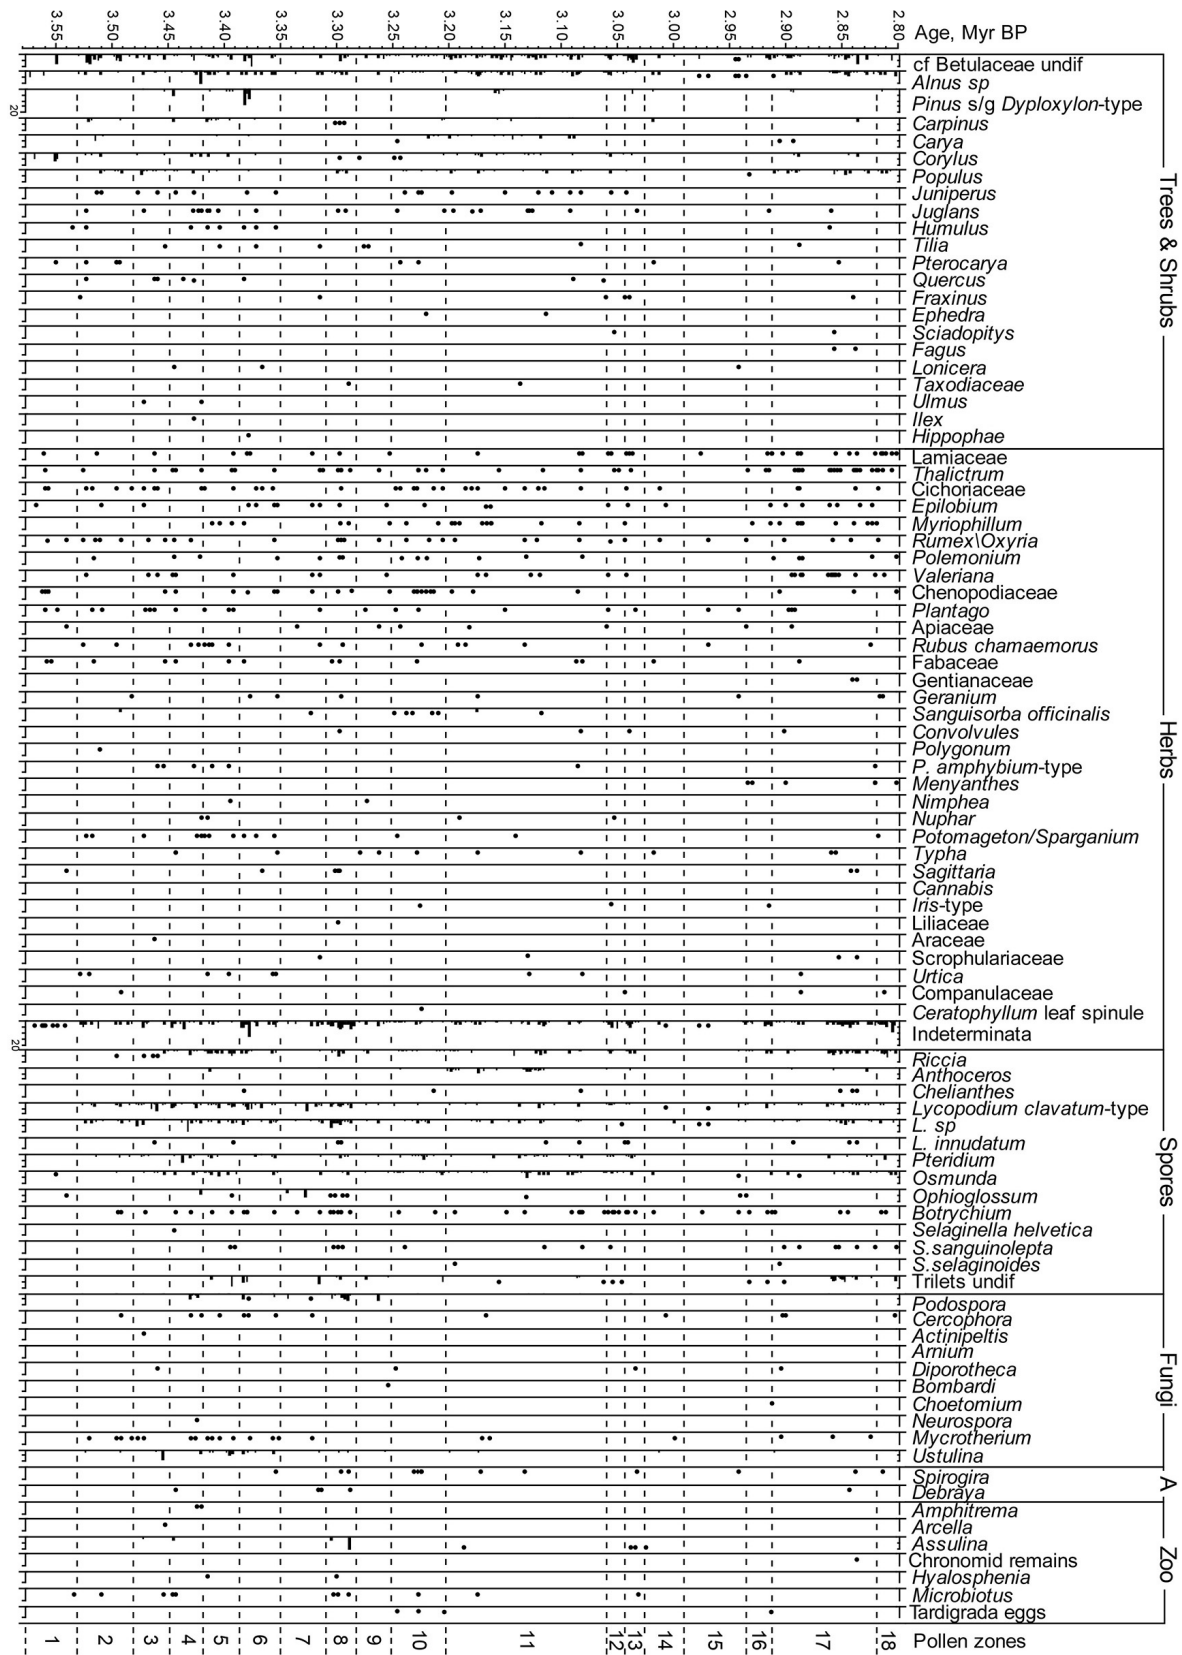 3.55 3.50 3.45 3.40 3.35 3.30 3.25 3.20 3.15 3.10 3.05 3.00 2.95 2.90 2.85 2.80 Age, Myr BP
cf Betulaceae undif
Alnus sp
Pinus s/g Dyploxylon-type
20
Carpinus
Carya
Corylus
Populus
Juniperus
Juglans
Humulus
Tilia
Pterocarya
Quercus
Fraxinus
Ephedra
Sciadopitys
Fagus
Lonicera
Taxodiaceae
Ulmus
Ilex
Hippophae
Trees & Shrubs
Lamiaceae
Thalictrum
Cichoriaceae
Epilobium
Myriophillum
Rumex\Oxyria
Polemonium
Valeriana
Chenopodiaceae
Plantago
Apiaceae
Rubus chamaemorus
Fabaceae
Gentianaceae
Geranium
Sanguisorba officinalis
Convolvules
Polygonum
P. amphybium-type
Menyanthes
Nimphea
Nuphar
Potomageton/Sparganium
Typha
Sagittaria
Cannabis
Iris-type
Liliaceae
Araceae
Scrophulariaceae
Urtica
Companulaceae
Ceratophyllum leaf spinule
Indeterminata
20
Herbs
Riccia
Anthoceros
Chelianthes
Lycopodium clavatum-type
L. sp
L. innudatum
Pteridium
Osmunda
Ophioglossum
Botrychium
Selaginella helvetica
S.sanguinolepta
S.selaginoides
Trilets undif
Spores
Podospora
Cercophora
Actinipeltis
Arnium
Diporotheca
Bombardi
Choetomium
Neurospora
Mycrotherium
Ustulina
Fungi
Spirogira
Debraya
A
Amphitrema
Arcella
Assulina
Chronomid remains
Hyalosphenia
Microbiotus
Tardigrada eggs
Zoo
1 2 3 4 5 6 7 8 9 10 11 12 13 14 15 16 17 18 Pollen zones